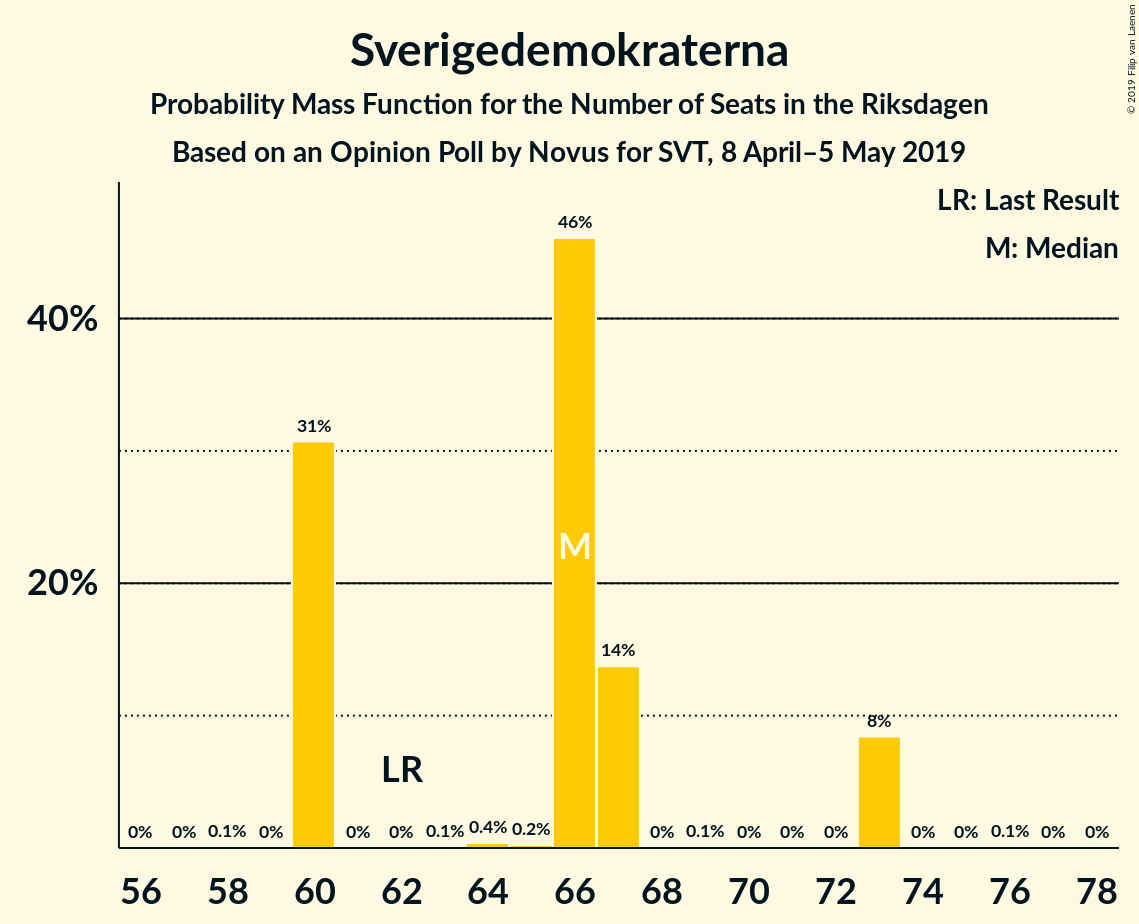 Sverigedemokraterna
Probability Mass Function for the Number of Seats in the Riksdagen
Based on an Opinion Poll by Novus for SVT, 8 April–5 May 2019
© 2019 Filip van Laenen
LR: Last Result
M: Median
40%
20%
0% 0% 0.1% 0% 31% 0% 0% 0.1% 0.4% 0.2% 46% 14% 0% 0.1% 0% 0% 0% 8% 0% 0% 0.1% 0% 0%
M
LR
56 58 60 62 64 66 68 70 72 74 76 78